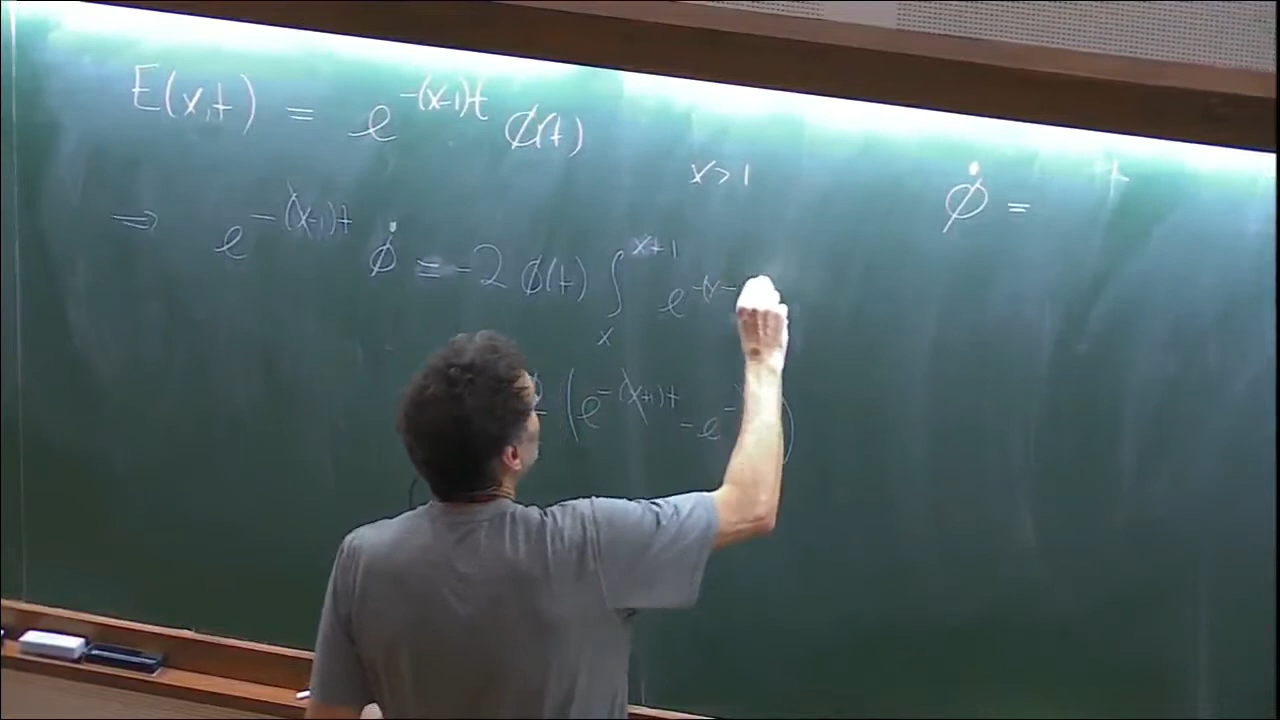 E(x,t) = e^{-(x-1)t} φ(t)
x > 1
⇒ e^{-(x-1)t} φ̇ = -2 φ(t) ∫_x^{x+1} e^{-(y-
(e^{-(x+1)t} - e^{-
φ̇ =